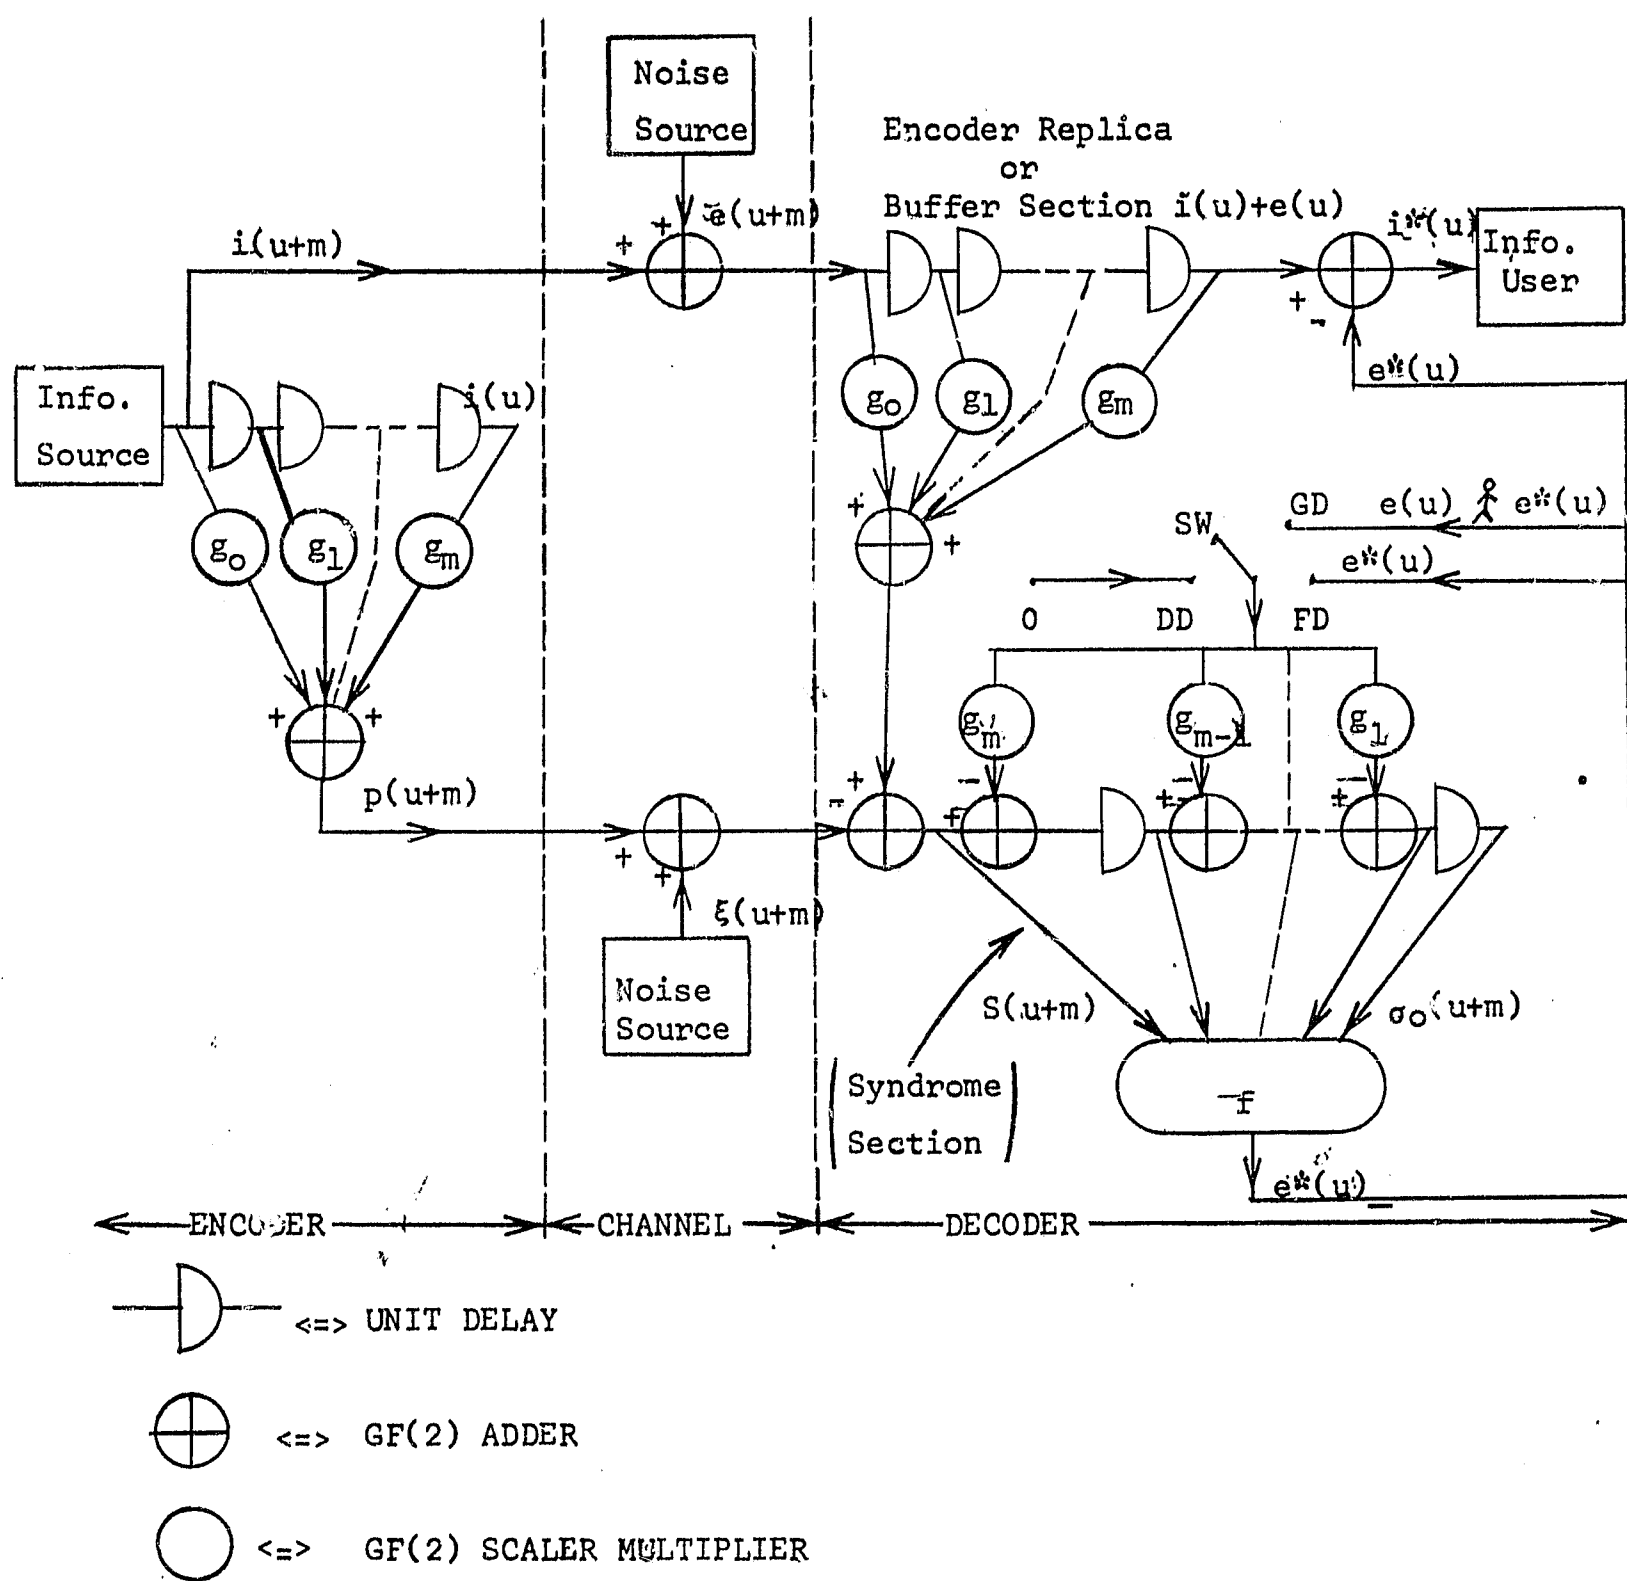 Noise
Source
Encoder Replica
or
Buffer Section i(u)+e(u)
e(u+m)
i(u+m)
i*(u)
Info.
User
e*(u)
Info.
Source
i(u)
g0
g1
gm
g0
g1
gm
GD e(u) e*(u)
SW
e*(u)
0
DD
FD
gm
gm-1
g1
p(u+m)
ξ(u+m)
Noise
Source
S(u+m)
σ0(u+m)
Syndrome
Section
-f
e*(u)
ENCODER
CHANNEL
DECODER
<=> UNIT DELAY
<=> GF(2) ADDER
<=> GF(2) SCALER MULTIPLIER